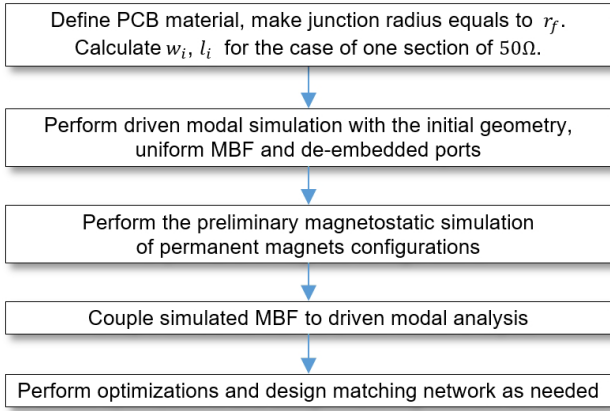 Define PCB material, make junction radius equals to r_f.
Calculate w_i, l_i for the case of one section of 50Ω.
Perform driven modal simulation with the initial geometry,
uniform MBF and de-embedded ports
Perform the preliminary magnetostatic simulation
of permanent magnets configurations
Couple simulated MBF to driven modal analysis
Perform optimizations and design matching network as needed